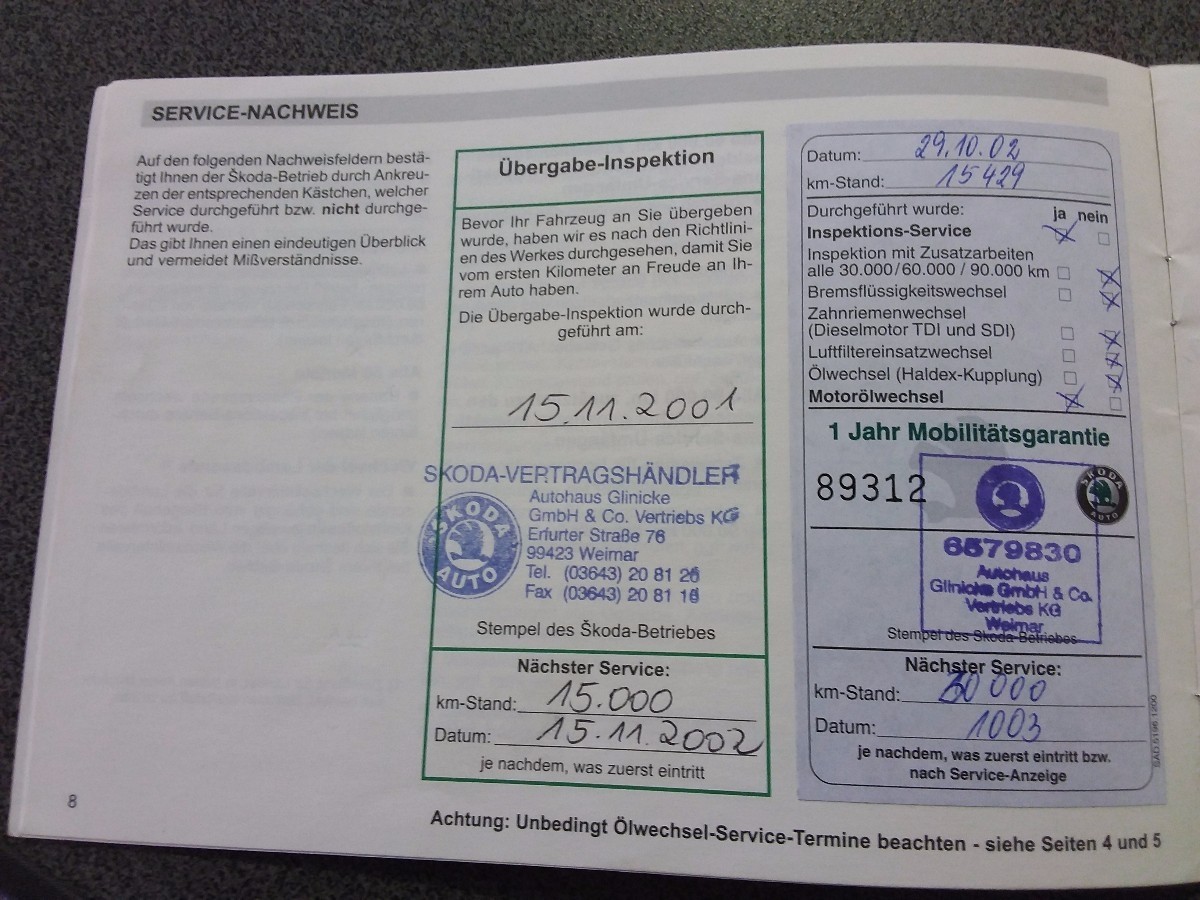 SERVICE-NACHWEIS
Auf den folgenden Nachweisfeldern bestä-
tigt Ihnen der Škoda-Betrieb durch Ankreu-
zen der entsprechenden Kästchen, welcher
Service durchgeführt bzw. nicht durchge-
führt wurde.
Das gibt Ihnen einen eindeutigen Überblick
und vermeidet Mißverständnisse.
Übergabe-Inspektion
Bevor Ihr Fahrzeug an Sie übergeben
wurde, haben wir es nach den Richtlini-
en des Werkes durchgesehen, damit Sie
vom ersten Kilometer an Freude an Ih-
rem Auto haben.
Die Übergabe-Inspektion wurde durch-
geführt am:
15.11.2001
SKODA-VERTRAGSHÄNDLER
SKODA
AUTO
Autohaus Glinicke
GmbH & Co. Vertriebs KG
Erfurter Straße 76
99423 Weimar
Tel. (03643) 20 81 26
Fax (03643) 20 81 16
Stempel des Škoda-Betriebes
Nächster Service:
km-Stand: 15.000
Datum: 15.11.2002
je nachdem, was zuerst eintritt
Datum: 29.10.02
km-Stand: 15429
Durchgeführt wurde: ja nein
Inspektions-Service
Inspektion mit Zusatzarbeiten
alle 30.000/60.000 / 90.000 km
Bremsflüssigkeitswechsel
Zahnriemenwechsel
(Dieselmotor TDI und SDI)
Luftfiltereinsatzwechsel
Ölwechsel (Haldex-Kupplung)
Motorölwechsel
1 Jahr Mobilitätsgarantie
89312
SKODA
AUTO
6579830
Autohaus
Glinicke GmbH & Co.
Vertriebs KG
Weimar
Stempel des Skoda-Betriebes
Nächster Service:
km-Stand: 30000
Datum: 1003
je nachdem, was zuerst eintritt bzw.
nach Service-Anzeige
SAD 5196 1200
8
Achtung: Unbedingt Ölwechsel-Service-Termine beachten - siehe Seiten 4 und 5